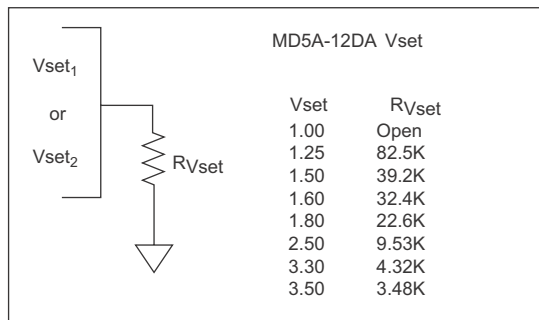 MD5A-12DA Vset
Vset1
or
Vset2
RVset
Vset RVset
1.00 Open
1.25 82.5K
1.50 39.2K
1.60 32.4K
1.80 22.6K
2.50 9.53K
3.30 4.32K
3.50 3.48K